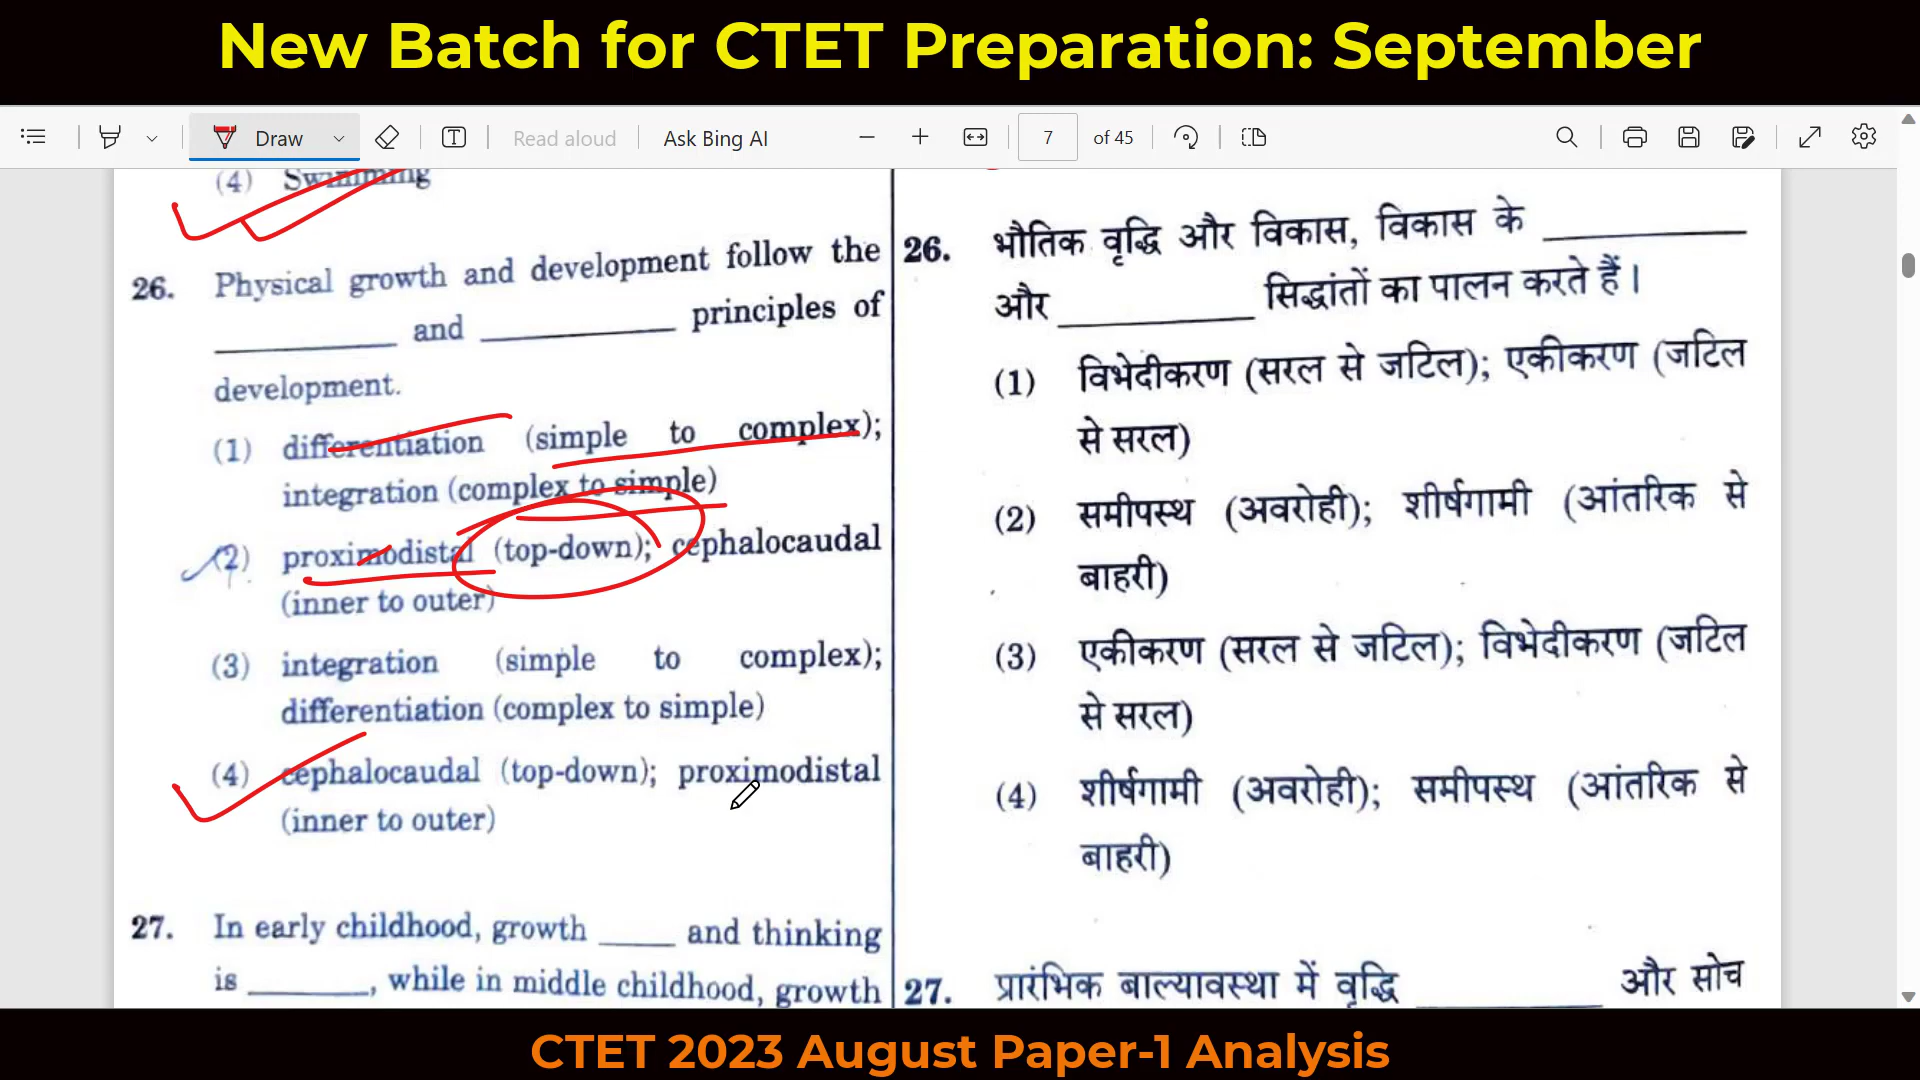 New Batch for CTET Preparation: September
Draw
Read aloud
Ask Bing AI
7
of 45
(4) Swimming
26. Physical growth and development follow the
____________ and ____________ principles of
development.
(1) differentiation (simple to complex);
integration (complex to simple)
(2) proximodistal (top-down); cephalocaudal
(inner to outer)
(3) integration (simple to complex);
differentiation (complex to simple)
(4) cephalocaudal (top-down); proximodistal
(inner to outer)
27. In early childhood, growth _____ and thinking
is ________, while in middle childhood, growth
26. भौतिक वृद्धि और विकास, विकास के ____________
और ____________ सिद्धांतों का पालन करते हैं।
(1) विभेदीकरण (सरल से जटिल); एकीकरण (जटिल
से सरल)
(2) समीपस्थ (अवरोही); शीर्षगामी (आंतरिक से
बाहरी)
(3) एकीकरण (सरल से जटिल); विभेदीकरण (जटिल
से सरल)
(4) शीर्षगामी (अवरोही); समीपस्थ (आंतरिक से
बाहरी)
27. प्रारंभिक बाल्यावस्था में वृद्धि ____________ और सोच
CTET 2023 August Paper-1 Analysis